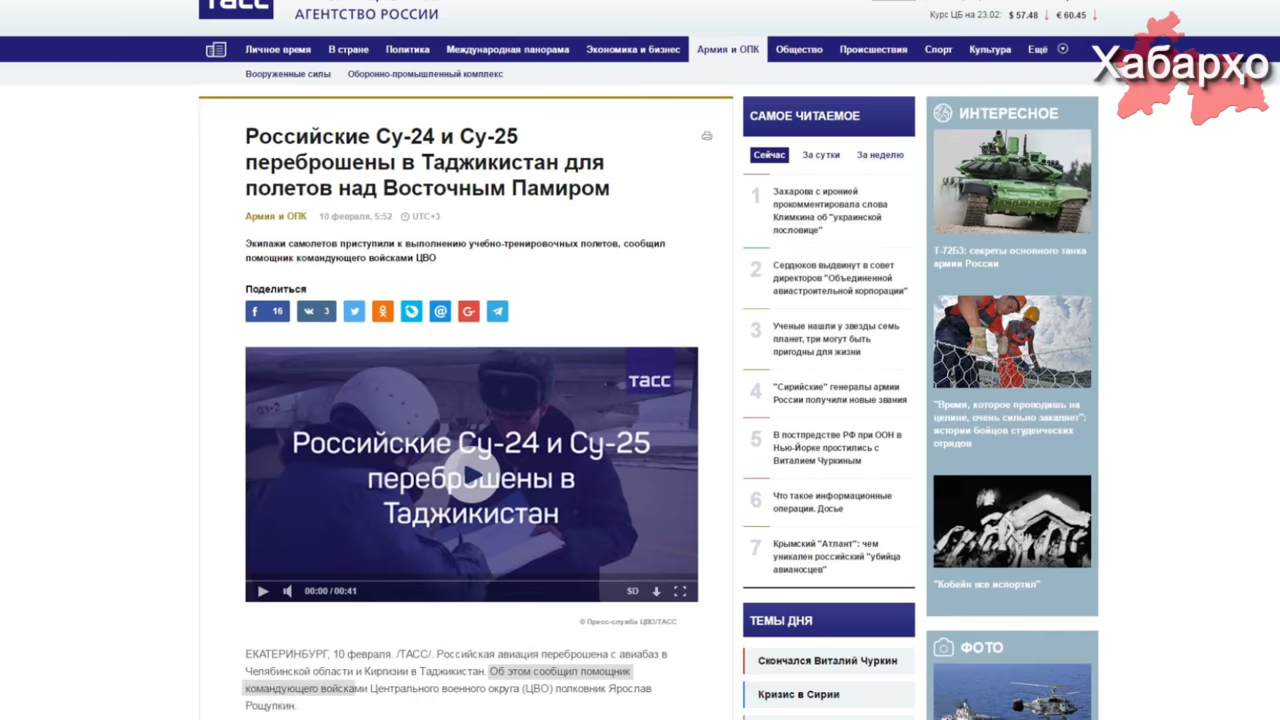 ТАСС
АГЕНТСТВО РОССИИ
Курс ЦБ на 23.02: $ 57.48 ↓ € 60.45 ↓
Личное время
В стране
Политика
Международная панорама
Экономика и бизнес
Армия и ОПК
Общество
Происшествия
Спорт
Культура
Ещё
Вооруженные силы
Оборонно-промышленный комплекс
Хабарҳо
Российские Су-24 и Су-25
переброшены в Таджикистан для
полетов над Восточным Памиром
Армия и ОПК 10 февраля, 5:52 UTC+3
Экипажи самолетов приступили к выполнению учебно-тренировочных полетов, сообщил
помощник командующего войсками ЦВО
Поделиться
16
3
тасс
Российские Су-24 и Су-25
переброшены в
Таджикистан
00:00 / 00:41
SD
© Пресс-служба ЦВО/ТАСС
ЕКАТЕРИНБУРГ, 10 февраля. /ТАСС/. Российская авиация переброшена с авиабаз в
Челябинской области и Киргизии в Таджикистан. Об этом сообщил помощник
командующего войсками Центрального военного округа (ЦВО) полковник Ярослав
Рощупкин.
САМОЕ ЧИТАЕМОЕ
Сейчас
За сутки
За неделю
1
Захарова с иронией
прокомментировала слова
Климкина об "украинской
пословице"
2
Сердюков выдвинут в совет
директоров "Объединенной
авиастроительной корпорации"
3
Ученые нашли у звезды семь
планет, три могут быть
пригодны для жизни
4
"Сирийские" генералы армии
России получили новые звания
5
В постпредстве РФ при ООН в
Нью-Йорке простились с
Виталием Чуркиным
6
Что такое информационные
операции. Досье
7
Крымский "Атлант": чем
уникален российский "убийца
авианосцев"
ТЕМЫ ДНЯ
Скончался Виталий Чуркин
Кризис в Сирии
ИНТЕРЕСНОЕ
Т-72Б3: секреты основного танка
армии России
"Время, которое проводишь на
целине, очень сильно закаляет":
истории бойцов студенческих
отрядов
"Кобейн все испортил"
ФОТО